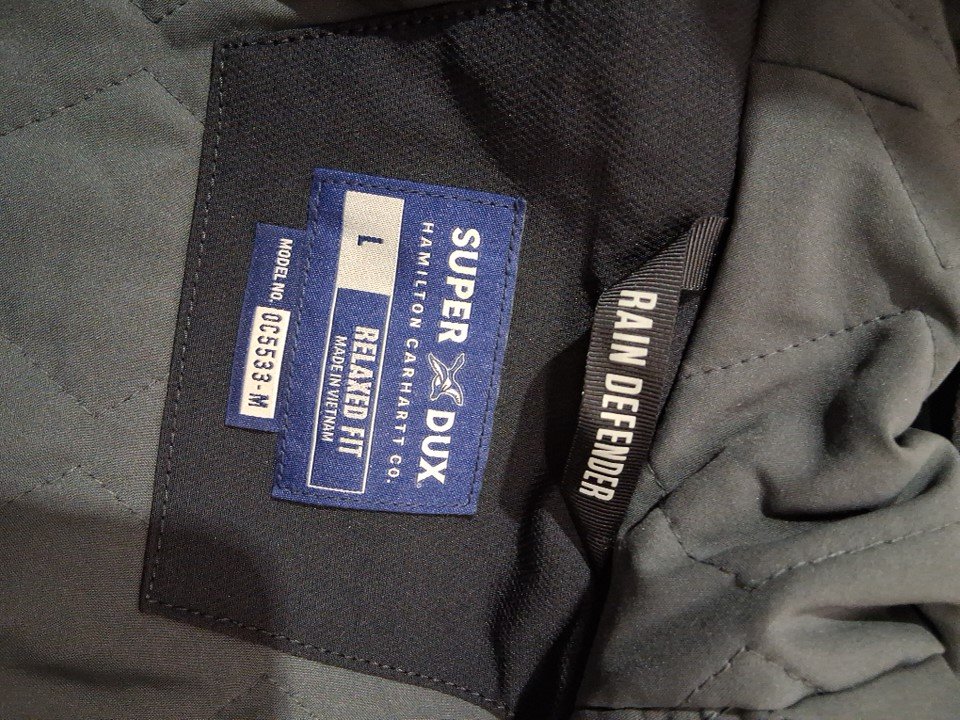 SUPER DUX
HAMILTON CARHARTT CO.
L
RELAXED FIT
MADE IN VIETNAM
MODEL NO. OC5533-M
RAIN DEFENDER